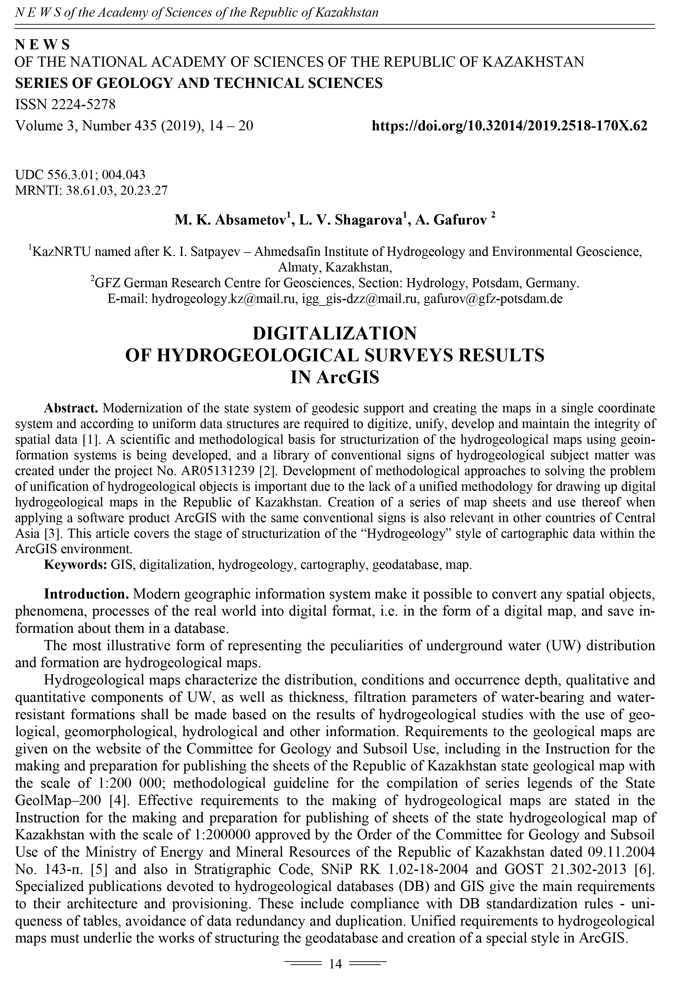 N E W S of the Academy of Sciences of the Republic of Kazakhstan
N E W S
OF THE NATIONAL ACADEMY OF SCIENCES OF THE REPUBLIC OF KAZAKHSTAN
SERIES OF GEOLOGY AND TECHNICAL SCIENCES
ISSN 2224-5278
Volume 3, Number 435 (2019), 14 – 20 https://doi.org/10.32014/2019.2518-170X.62
UDC 556.3.01; 004.043
MRNTI: 38.61.03, 20.23.27
M. K. Absametov1, L. V. Shagarova1, A. Gafurov 2
1KazNRTU named after K. I. Satpayev – Ahmedsafin Institute of Hydrogeology and Environmental Geoscience,
Almaty, Kazakhstan,
2GFZ German Research Centre for Geosciences, Section: Hydrology, Potsdam, Germany.
E-mail: hydrogeology.kz@mail.ru, igg_gis-dzz@mail.ru, gafurov@gfz-potsdam.de
DIGITALIZATION
OF HYDROGEOLOGICAL SURVEYS RESULTS
IN ArcGIS
Abstract. Modernization of the state system of geodesic support and creating the maps in a single coordinate
system and according to uniform data structures are required to digitize, unify, develop and maintain the integrity of
spatial data [1]. A scientific and methodological basis for structurization of the hydrogeological maps using geoin-
formation systems is being developed, and a library of conventional signs of hydrogeological subject matter was
created under the project No. AR05131239 [2]. Development of methodological approaches to solving the problem
of unification of hydrogeological objects is important due to the lack of a unified methodology for drawing up digital
hydrogeological maps in the Republic of Kazakhstan. Creation of a series of map sheets and use thereof when
applying a software product ArcGIS with the same conventional signs is also relevant in other countries of Central
Asia [3]. This article covers the stage of structurization of the “Hydrogeology” style of cartographic data within the
ArcGIS environment.
Keywords: GIS, digitalization, hydrogeology, cartography, geodatabase, map.
Introduction. Modern geographic information system make it possible to convert any spatial objects,
phenomena, processes of the real world into digital format, i.e. in the form of a digital map, and save in-
formation about them in a database.
The most illustrative form of representing the peculiarities of underground water (UW) distribution
and formation are hydrogeological maps.
Hydrogeological maps characterize the distribution, conditions and occurrence depth, qualitative and
quantitative components of UW, as well as thickness, filtration parameters of water-bearing and water-
resistant formations shall be made based on the results of hydrogeological studies with the use of geo-
logical, geomorphological, hydrological and other information. Requirements to the geological maps are
given on the website of the Committee for Geology and Subsoil Use, including in the Instruction for the
making and preparation for publishing the sheets of the Republic of Kazakhstan state geological map with
the scale of 1:200 000; methodological guideline for the compilation of series legends of the State
GeolMap–200 [4]. Effective requirements to the making of hydrogeological maps are stated in the
Instruction for the making and preparation for publishing of sheets of the state hydrogeological map of
Kazakhstan with the scale of 1:200000 approved by the Order of the Committee for Geology and Subsoil
Use of the Ministry of Energy and Mineral Resources of the Republic of Kazakhstan dated 09.11.2004
No. 143-п. [5] and also in Stratigraphic Code, SNiP RK 1.02-18-2004 and GOST 21.302-2013 [6].
Specialized publications devoted to hydrogeological databases (DB) and GIS give the main requirements
to their architecture and provisioning. These include compliance with DB standardization rules - uni-
queness of tables, avoidance of data redundancy and duplication. Unified requirements to hydrogeological
maps must underlie the works of structuring the geodatabase and creation of a special style in ArcGIS.
14